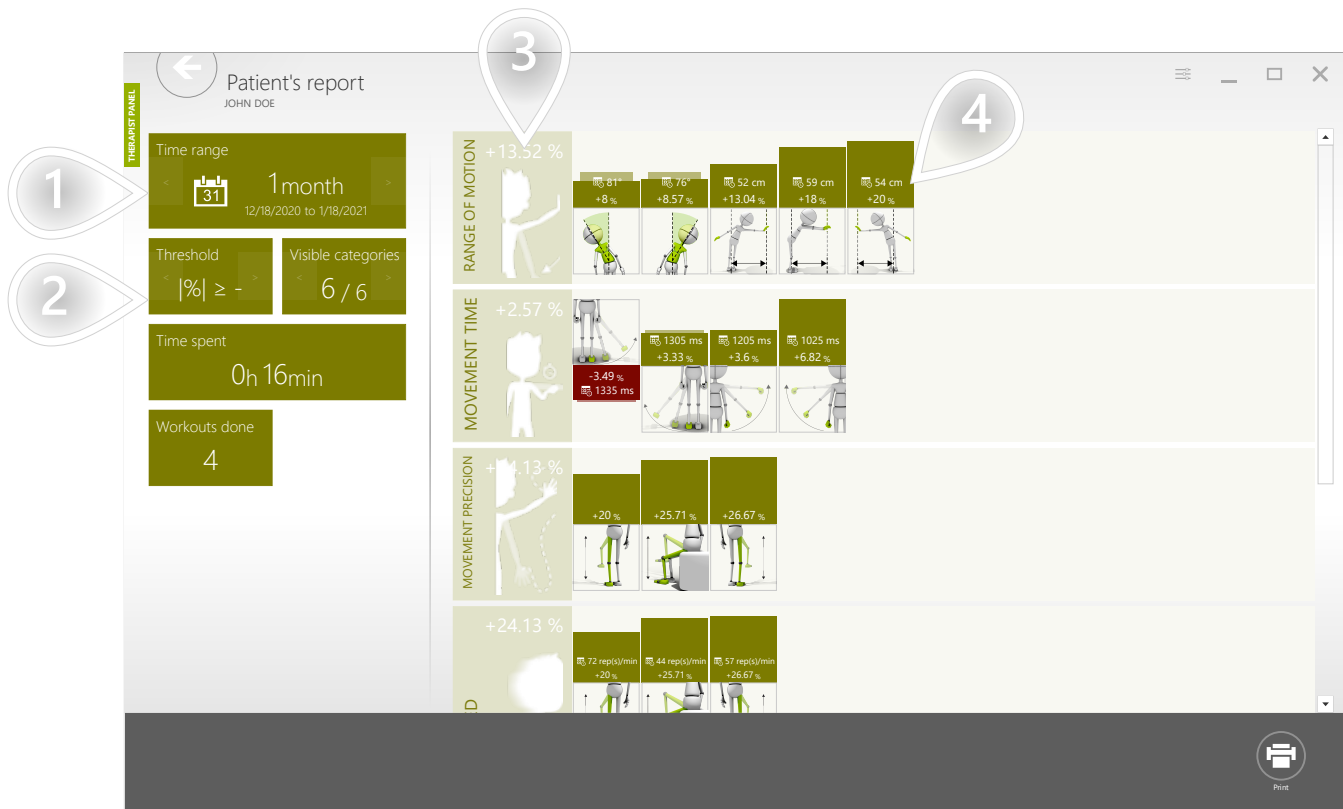 3
Patient's report
JOHN DOE
THERAPIST PANEL
4
1
Time range
31
1 month
12/18/2020 to 1/18/2021
2
Threshold
|%| ≥ -
Visible categories
6 / 6
Time spent
0h 16min
Workouts done
4
RANGE OF MOTION
+13.52 %
81°
+8 %
76°
+8.57 %
52 cm
+13.04 %
59 cm
+18 %
54 cm
+20 %
MOVEMENT TIME
+2.57 %
-3.49 %
1335 ms
1305 ms
+3.33 %
1205 ms
+3.6 %
1025 ms
+6.82 %
MOVEMENT PRECISION
+20 %
+25.71 %
+26.67 %
+24.13 %
72 rep(s)/min
+20 %
44 rep(s)/min
+25.71 %
57 rep(s)/min
+26.67 %
Print